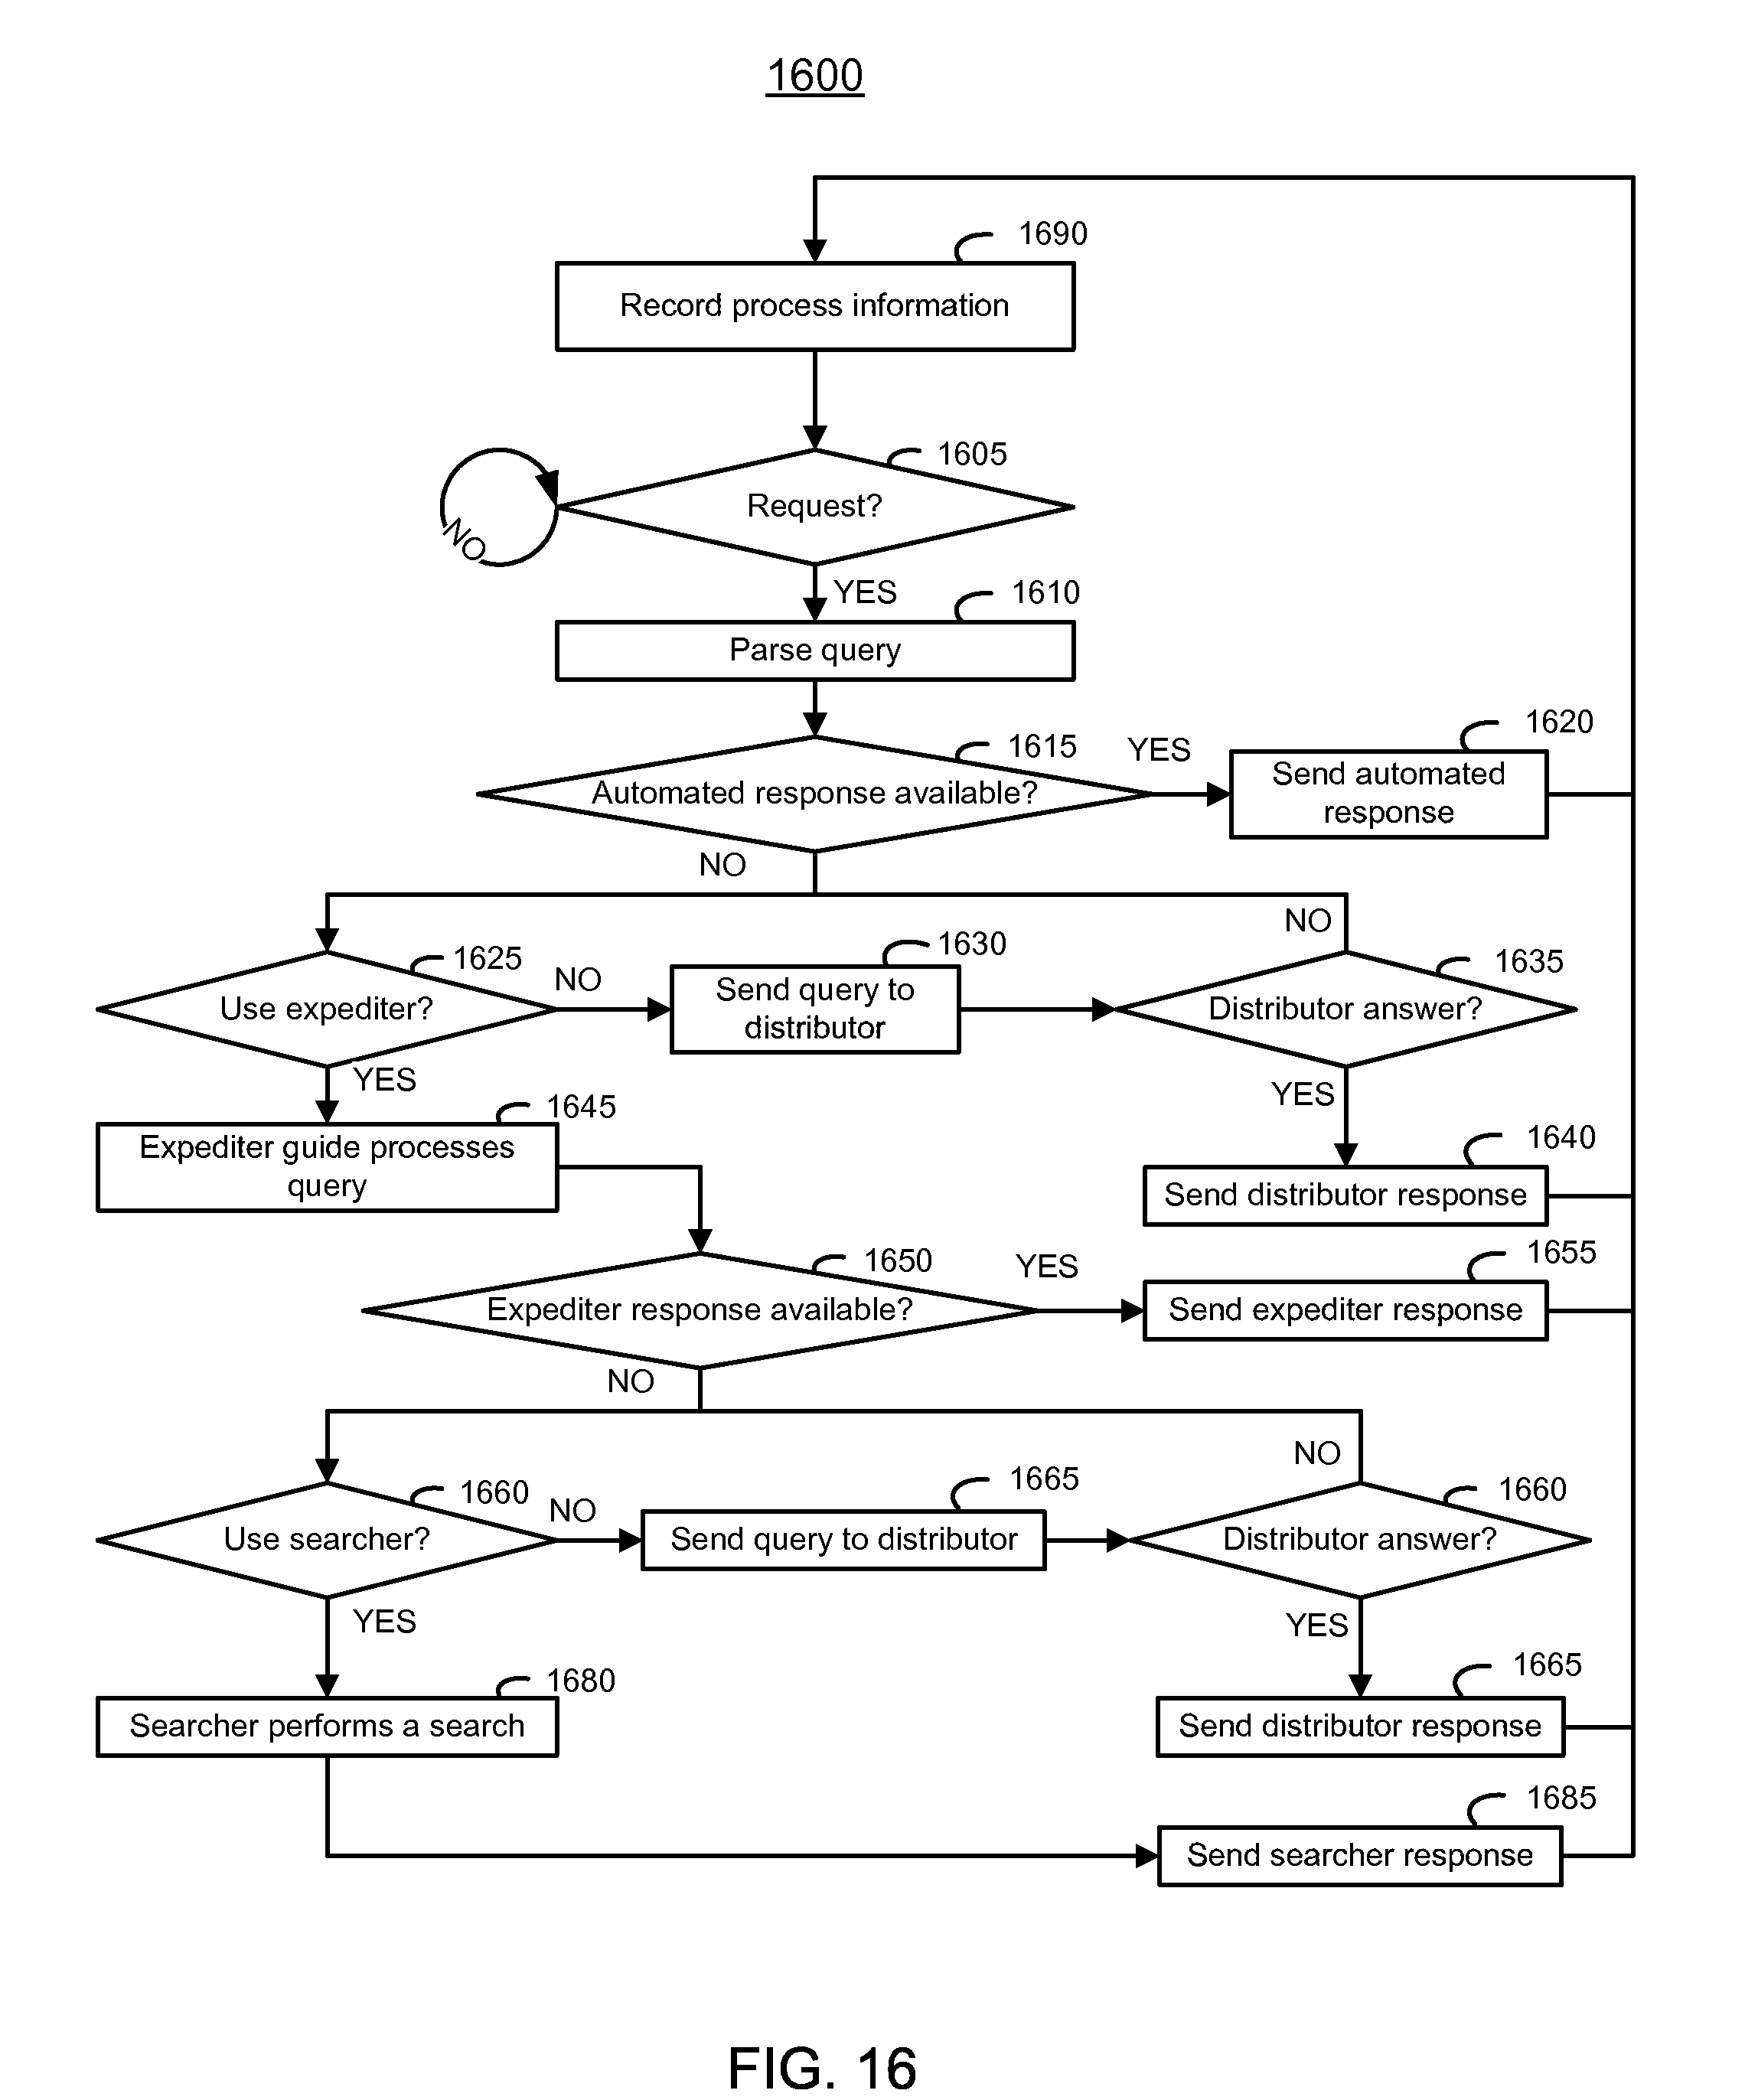 1600
1690
Record process information
1605
Request?
NO
YES
1610
Parse query
1615
Automated response available?
YES
1620
Send automated
response
NO
1625
Use expediter?
NO
1630
Send query to
distributor
NO
1635
Distributor answer?
YES
1645
Expediter guide processes
query
YES
1640
Send distributor response
1650
Expediter response available?
YES
1655
Send expediter response
NO
1660
Use searcher?
NO
1665
Send query to distributor
NO
1660
Distributor answer?
YES
1680
Searcher performs a search
YES
1665
Send distributor response
1685
Send searcher response
FIG. 16